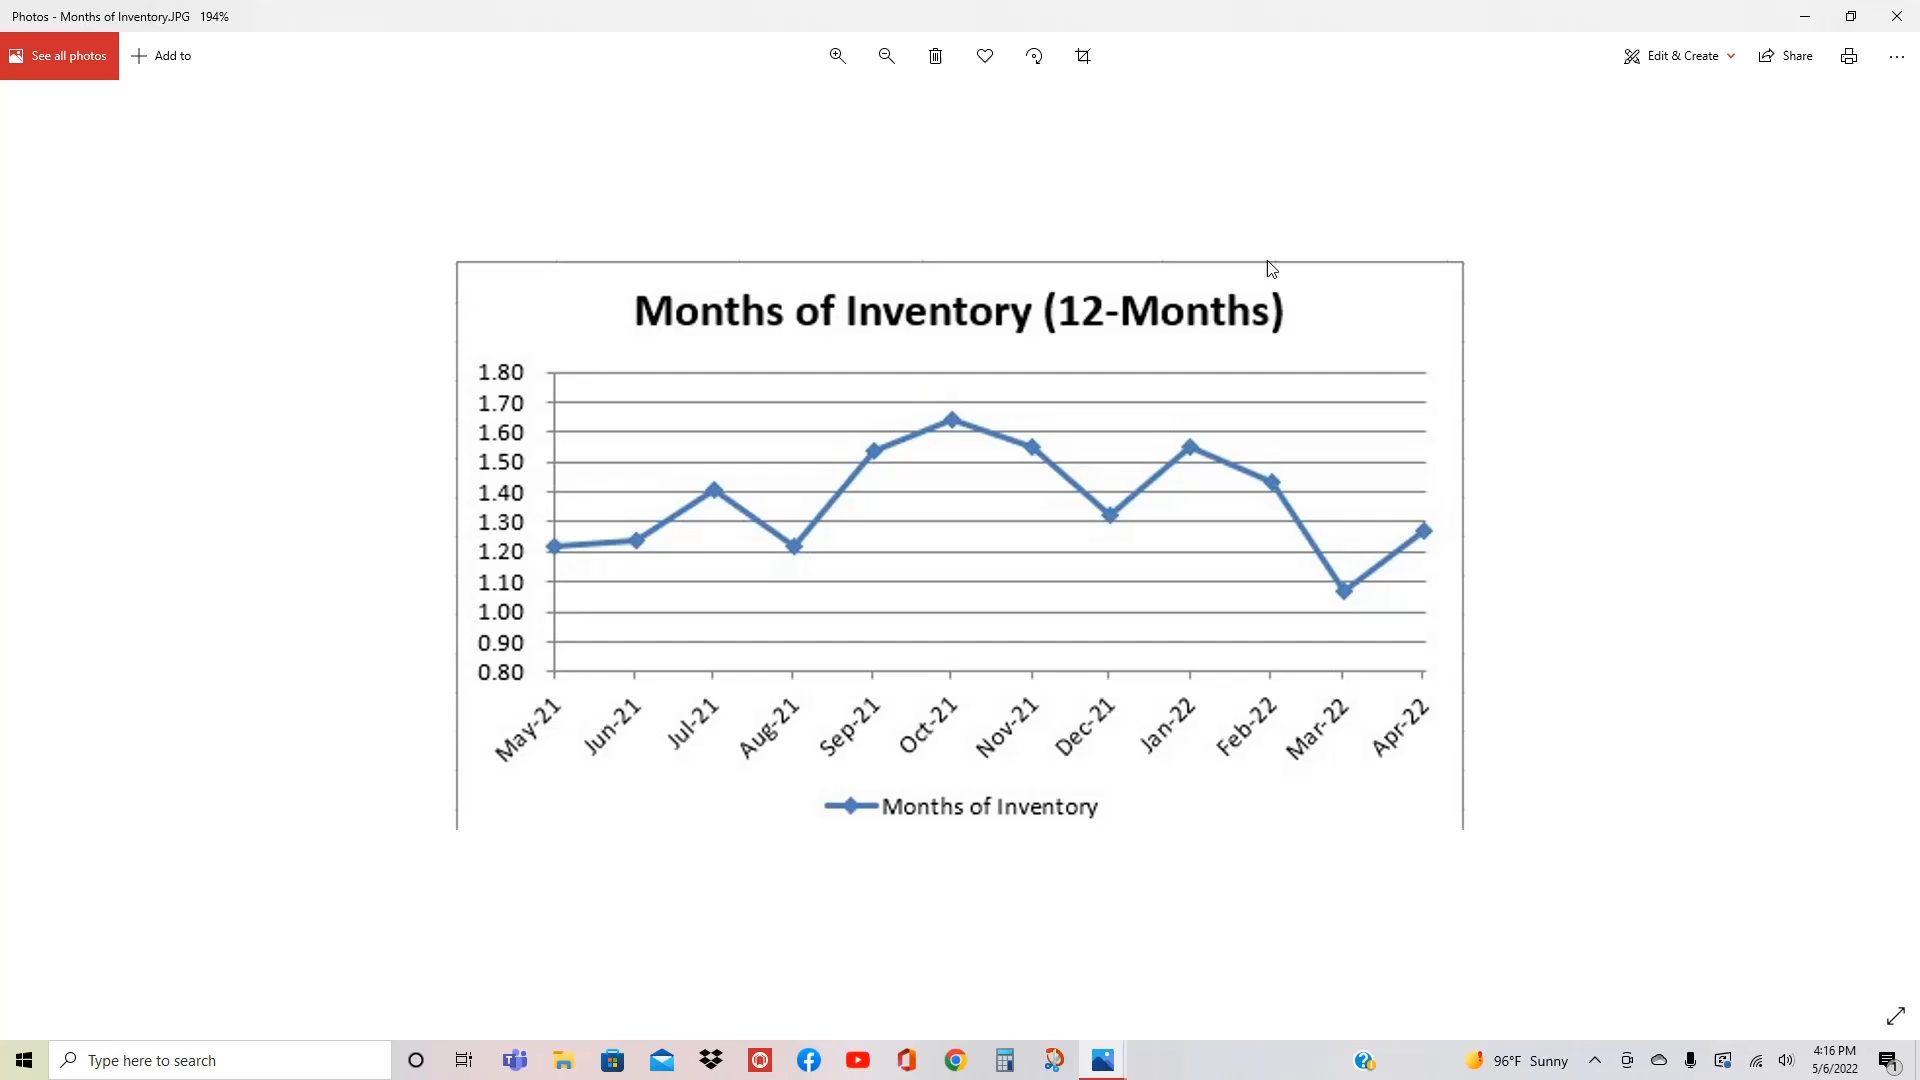 Photos - Months of Inventory.JPG 194%
See all photos
Add to
Edit & Create
Share
Months of Inventory (12-Months)
1.80
1.70
1.60
1.50
1.40
1.30
1.20
1.10
1.00
0.90
0.80
May-21 Jun-21 Jul-21 Aug-21 Sep-21 Oct-21 Nov-21 Dec-21 Jan-22 Feb-22 Mar-22 Apr-22
Months of Inventory
Type here to search
96°F Sunny
4:16 PM
5/6/2022
1